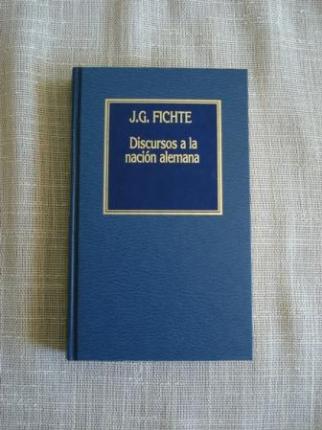 J.G. FICHTE
Discursos a la
nación alemana